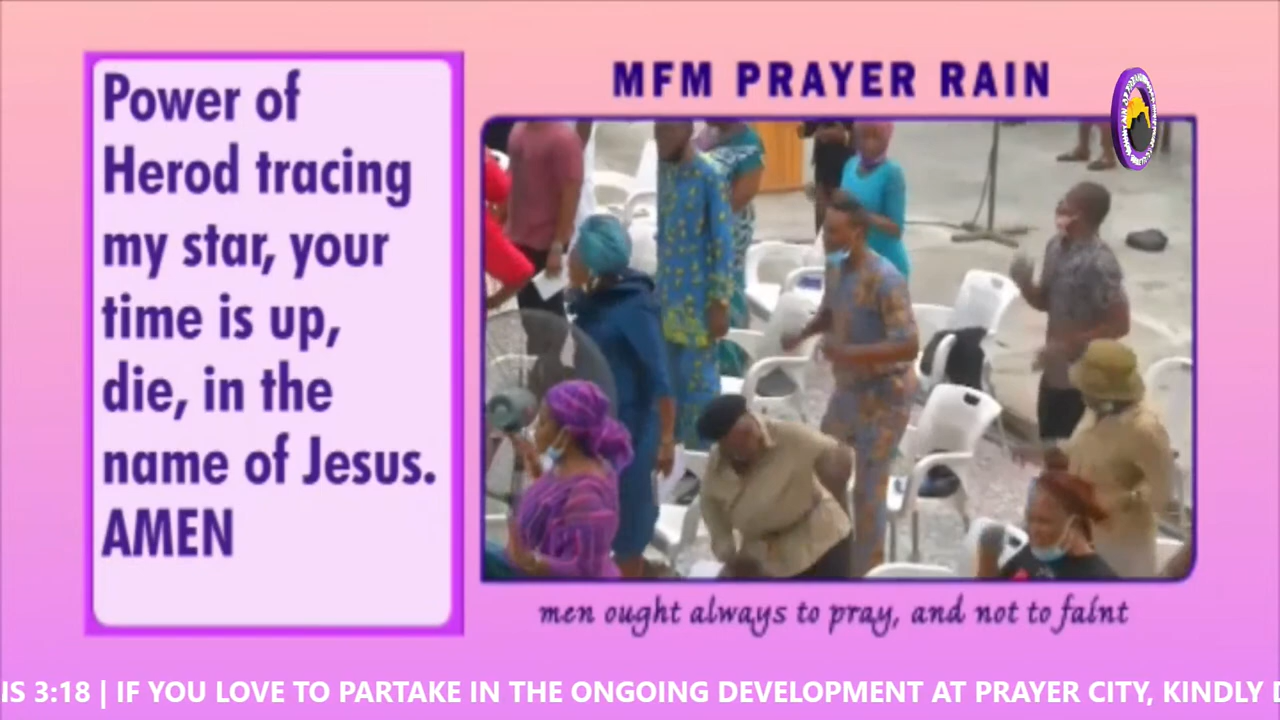 Power of
Herod tracing
my star, your
time is up,
die, in the
name of Jesus.
AMEN
MFM PRAYER RAIN
men ought always to pray, and not to faint
3:18 | IF YOU LOVE TO PARTAKE IN THE ONGOING DEVELOPMENT AT PRAYER CITY, KINDLY